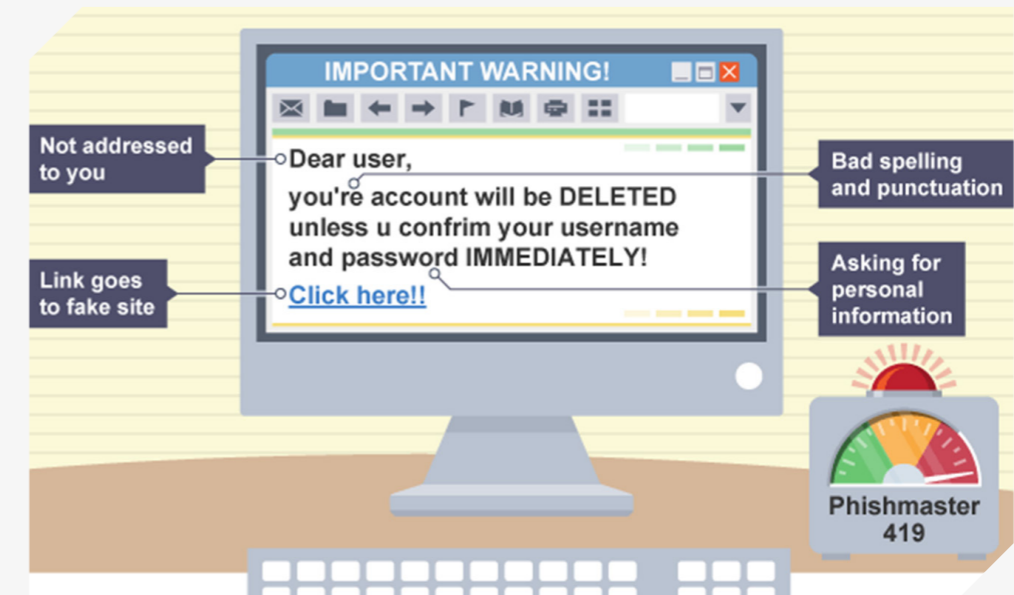 IMPORTANT WARNING!
Not addressed
to you
Dear user,
you're account will be DELETED
unless u confrim your username
and password IMMEDIATELY!
Click here!!
Link goes
to fake site
Bad spelling
and punctuation
Asking for
personal
information
Phishmaster
419